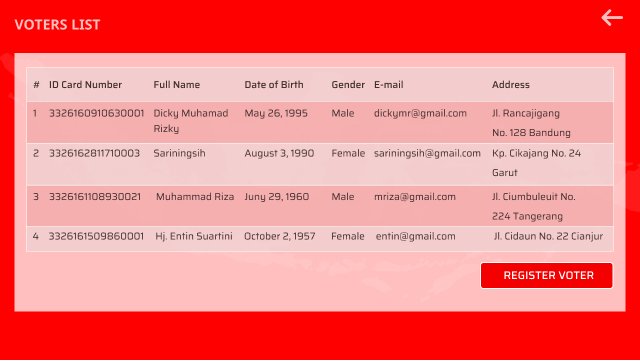 VOTERS LIST
# ID Card Number Full Name Date of Birth Gender E-mail Address
1 3326160910630001 Dicky Muhamad May 26, 1995 Male dickymr@gmail.com Jl. Rancajigang
Rizky No. 128 Bandung
2 3326162811710003 Sariningsih August 3, 1990 Female sariningsih@gmail.com Kp. Cikajang No. 24
Garut
3 3326161108930021 Muhammad Riza Juny 29, 1960 Male mriza@gmail.com Jl. Ciumbuleuit No.
224 Tangerang
4 3326161509860001 Hj. Entin Suartini October 2, 1957 Female entin@gmail.com Jl. Cidaun No. 22 Cianjur
REGISTER VOTER